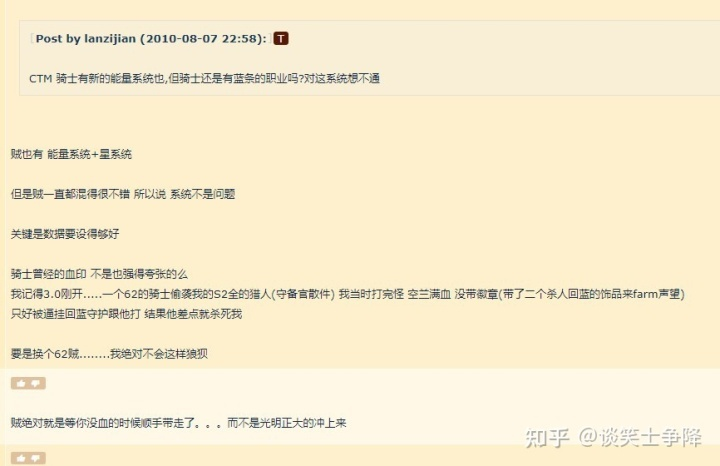 Post by lanzijian (2010-08-07 22:58): T
CTM 骑士有新的能量系统也,但骑士还是有蓝条的职业吗?对这系统想不通
贼也有 能量系统+星系统
但是贼一直都混得很不错 所以说 系统不是问题
关键是数据要设得够好
骑士曾经的血印 不是也强得夸张的么
我记得3.0刚开.....一个62的骑士偷袭我的S2全的猎人(守备官散件) 我当时打完怪 空兰满血 没带徽章(带了二个杀人回蓝的饰品来farm声望)
只好被逼挂回蓝守护跟他打 结果他差点就杀死我
要是换个62贼........我绝对不会这样狼狈
贼绝对就是等你没血的时候顺手带走了。。。而不是光明正大的冲上来
知乎 @谈笑士争降